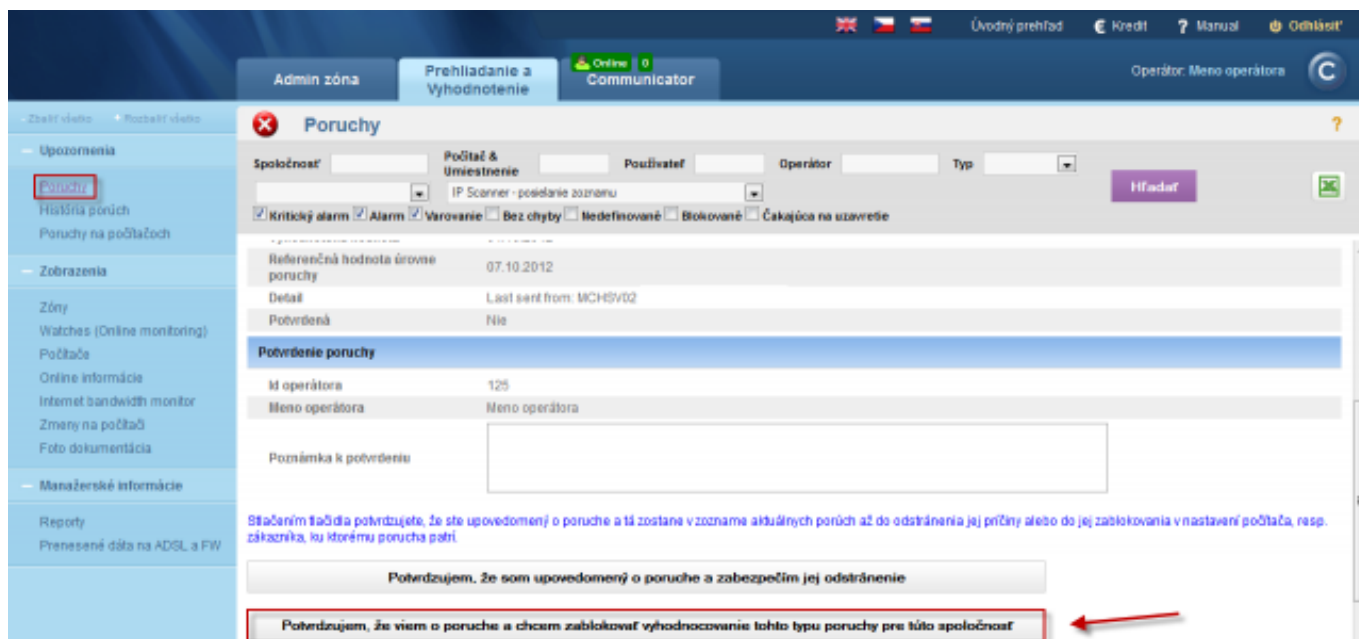 Úvodný prehľad € Kredit ? Manual Odhlásiť
Admin zóna
Prehliadanie a
Vyhodnotenie
Online 0
Communicator
Operátor: Meno operátora
Zbaliť všetko Rozbaliť všetko
Upozornenia
Poruchy
História porúch
Poruchy na počítačoch
Zobrazenia
Zóny
Watches (Online monitoring)
Počítače
Online informácie
Internet bandwidth monitor
Zmeny na počítači
Foto dokumentácia
Manažerské informácie
Reporty
Prenesené dáta na ADSL a FW
Poruchy ?
Spoločnosť
Počítač &
Umiestnenie
Používateľ
Operátor
Typ
IP Scanner - posielanie zoznamu
Hľadať
Kritický alarm Alarm Varovanie Bez chyby Nedefinované Blokované Čakajúca na uzavretie
Referenčná hodnota úrovne
poruchy
07.10.2012
Detail Last sent from: MCHSV02
Potvrdená Nie
Potvrdenie poruchy
Id operátora 125
Meno operátora Meno operátora
Poznámka k potvrdeniu
Stlačením tlačidla potvrdzujete, že ste upovedomený o poruche a tá zostane v zozname aktuálnych porúch až do odstránenia jej príčiny alebo do jej zablokovania v nastavení počítača, resp.
zákazníka, ku ktorému porucha patrí.
Potvrdzujem, že som upovedomený o poruche a zabezpečím jej odstránenie
Potvrdzujem, že viem o poruche a chcem zablokovať vyhodnocovanie tohto typu poruchy pre túto spoločnosť